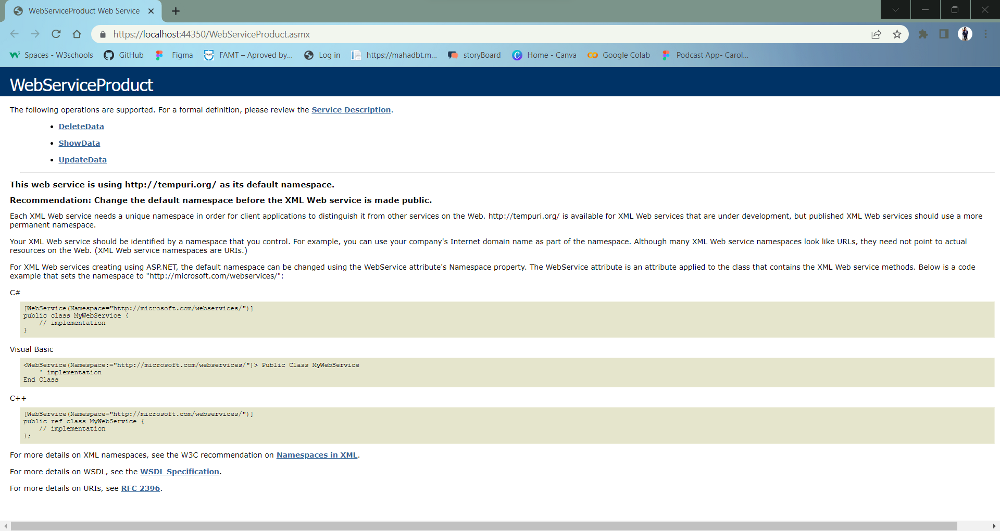 WebServiceProduct Web Service
https://localhost:44350/WebServiceProduct.asmx
Spaces - W3schools
GitHub
Figma
FAMT – Aproved by...
Log in
https://mahadbt.m...
storyBoard
Home - Canva
Google Colab
Podcast App- Carol...
WebServiceProduct
The following operations are supported. For a formal definition, please review the Service Description.
DeleteData
ShowData
UpdateData
This web service is using http://tempuri.org/ as its default namespace.
Recommendation: Change the default namespace before the XML Web service is made public.
Each XML Web service needs a unique namespace in order for client applications to distinguish it from other services on the Web. http://tempuri.org/ is available for XML Web services that are under development, but published XML Web services should use a more
permanent namespace.
Your XML Web service should be identified by a namespace that you control. For example, you can use your company's Internet domain name as part of the namespace. Although many XML Web service namespaces look like URLs, they need not point to actual
resources on the Web. (XML Web service namespaces are URIs.)
For XML Web services creating using ASP.NET, the default namespace can be changed using the WebService attribute's Namespace property. The WebService attribute is an attribute applied to the class that contains the XML Web service methods. Below is a code
example that sets the namespace to "http://microsoft.com/webservices/":
C#
[WebService(Namespace="http://microsoft.com/webservices/")]
public class MyWebService {
    // implementation
}
Visual Basic
<WebService(Namespace:="http://microsoft.com/webservices/")> Public Class MyWebService
    ' implementation
End Class
C++
[WebService(Namespace="http://microsoft.com/webservices/")]
public ref class MyWebService {
    // implementation
};
For more details on XML namespaces, see the W3C recommendation on Namespaces in XML.
For more details on WSDL, see the WSDL Specification.
For more details on URIs, see RFC 2396.